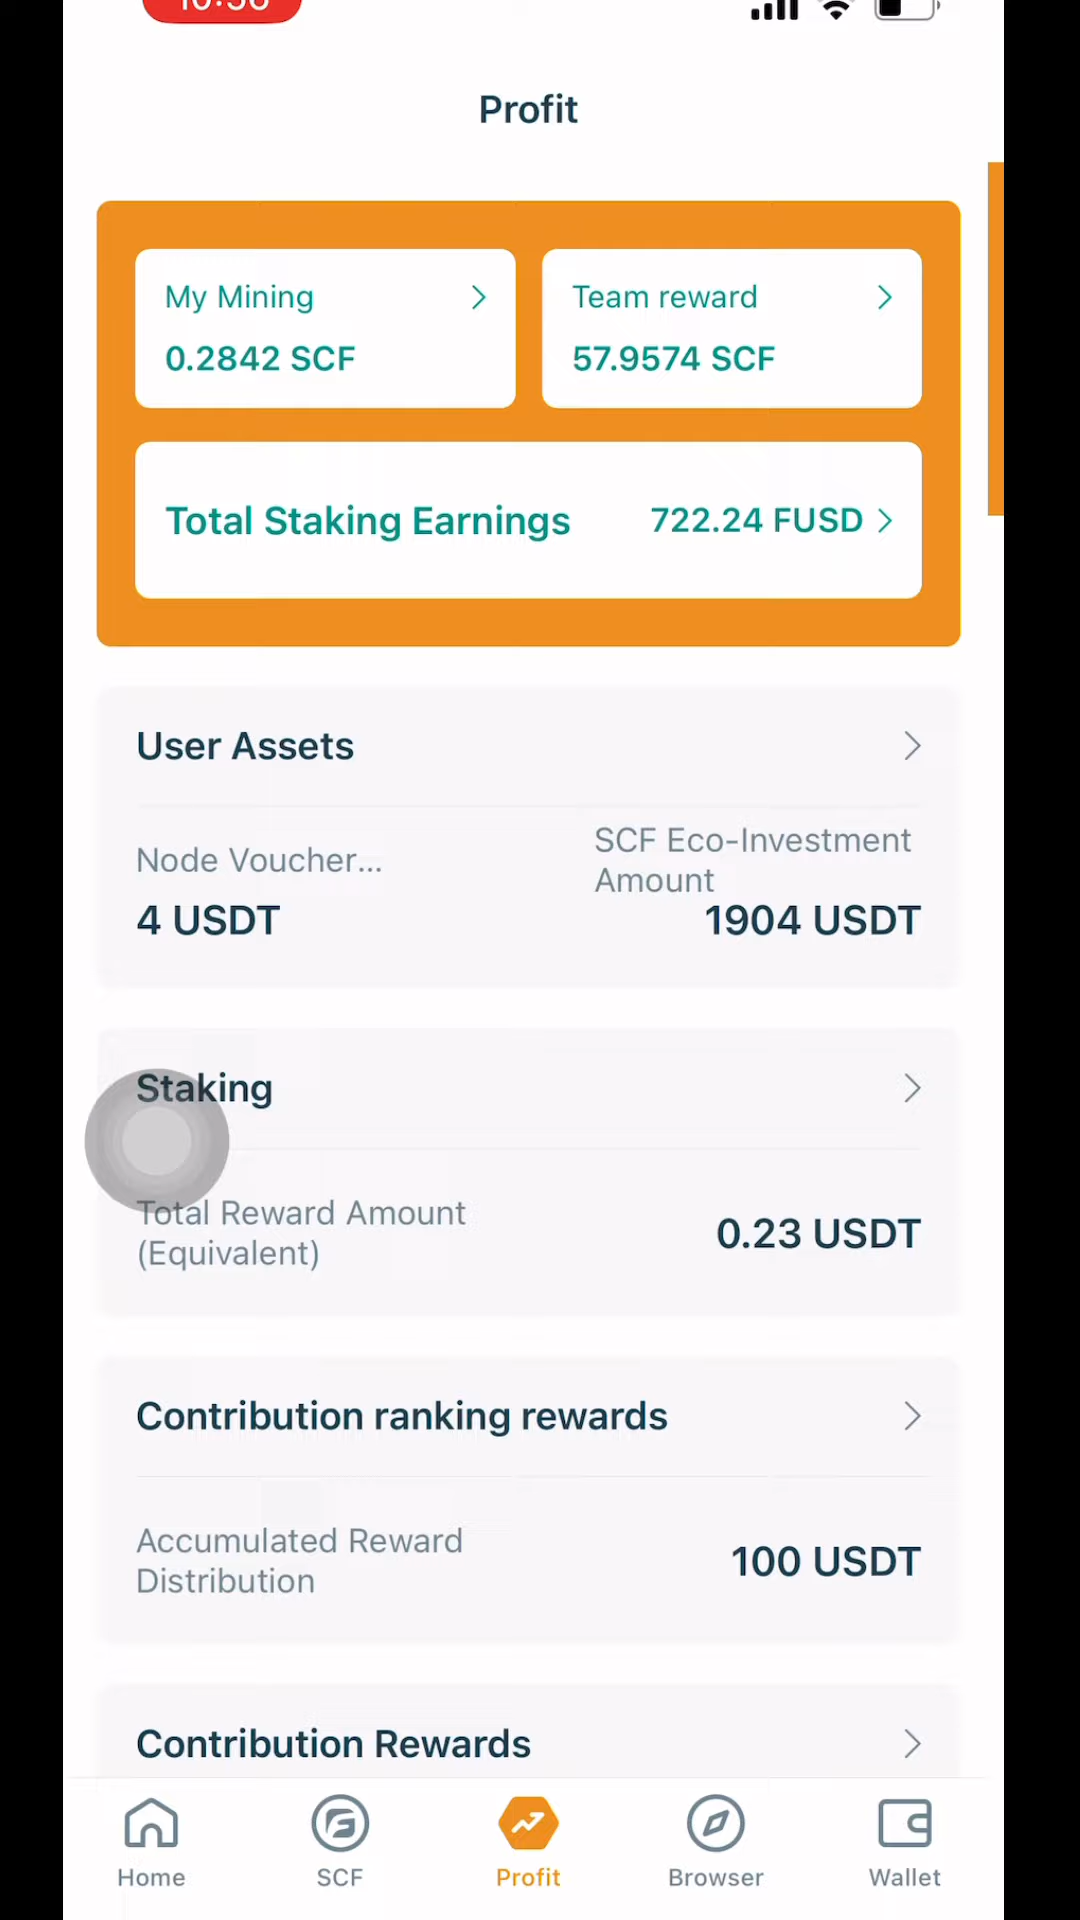 Profit
My Mining
Team reward
0.2842 SCF
57.9574 SCF
Total Staking Earnings
722.24 FUSD
User Assets
Node Voucher...
SCF Eco-Investment
Amount
4 USDT
1904 USDT
Staking
Total Reward Amount
(Equivalent)
0.23 USDT
Contribution ranking rewards
Accumulated Reward
Distribution
100 USDT
Contribution Rewards
Home
SCF
Profit
Browser
Wallet